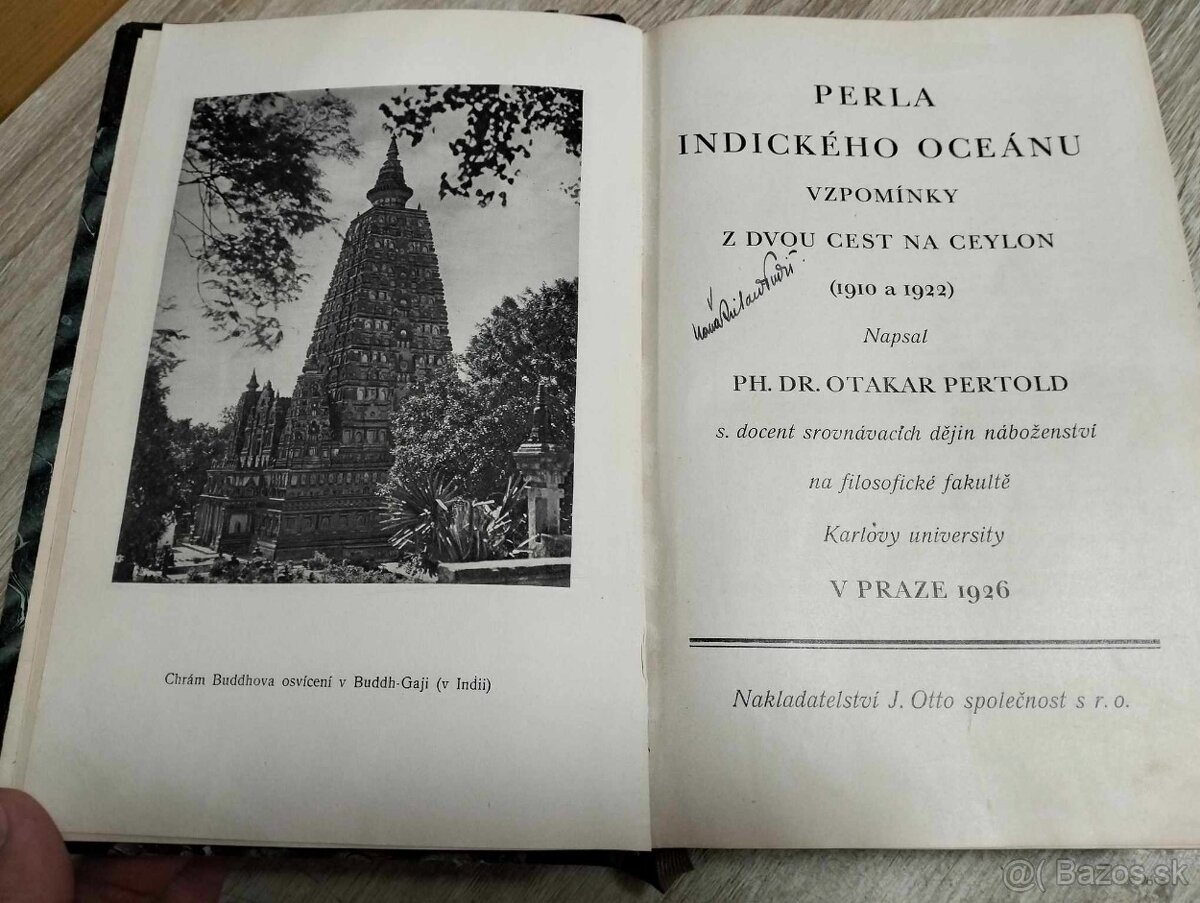 Chrám Buddhova osvícení v Buddh-Gaji (v Indii)
PERLA
INDICKÉHO OCEÁNU
VZPOMÍNKY
Z DVOU CEST NA CEYLON
(1910 a 1922)
Napsal
PH. DR. OTAKAR PERTOLD
s. docent srovnávacích dějin náboženství
na filosofické fakultě
Karlovy university
V PRAZE 1926
Nakladatelství J. Otto společnost s r. o.
@( Bazos.sk